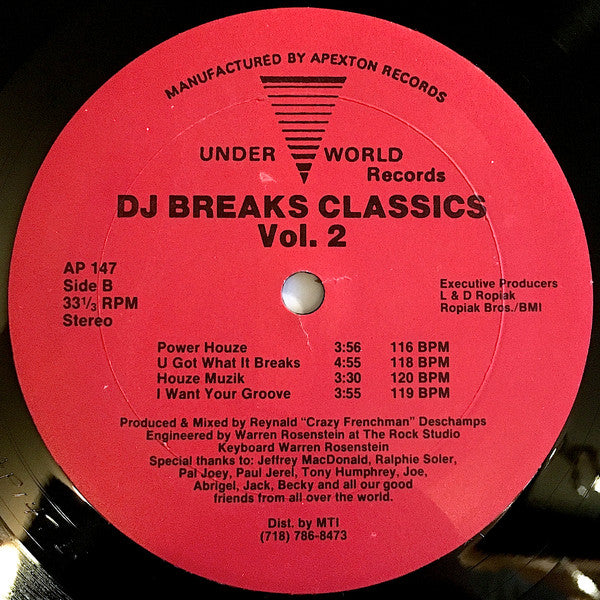 MANUFACTURED BY APEXTON RECORDS
UNDER WORLD
Records
DJ BREAKS CLASSICS
Vol. 2
AP 147
Side B
33⅓ RPM
Stereo
Executive Producers
L & D Ropiak
Ropiak Bros./BMI
Power Houze 3:56 116 BPM
U Got What It Breaks 4:55 118 BPM
Houze Muzik 3:30 120 BPM
I Want Your Groove 3:55 119 BPM
Produced & Mixed by Reynald "Crazy Frenchman" Deschamps
Engineered by Warren Rosenstein at The Rock Studio
Keyboard Warren Rosenstein
Special thanks to: Jeffrey MacDonald, Ralphie Soler,
Pal Joey, Paul Jerel, Tony Humphrey, Joe,
Abrigel, Jack, Becky and all our good
friends from all over the world.
Dist. by MTI
(718) 786-8473